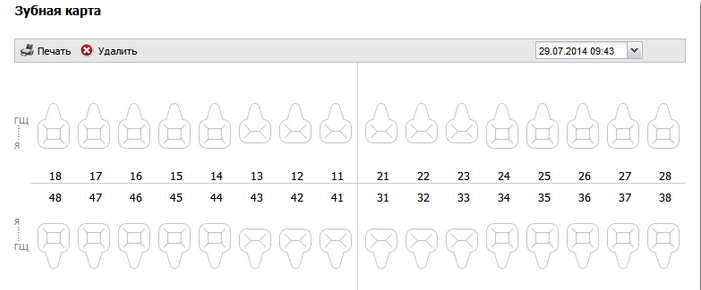 Зубная карта
Печать Удалить 29.07.2014 09:43
ГЩ
Я
18 17 16 15 14 13 12 11 21 22 23 24 25 26 27 28
48 47 46 45 44 43 42 41 31 32 33 34 35 36 37 38
Я
ГЩ